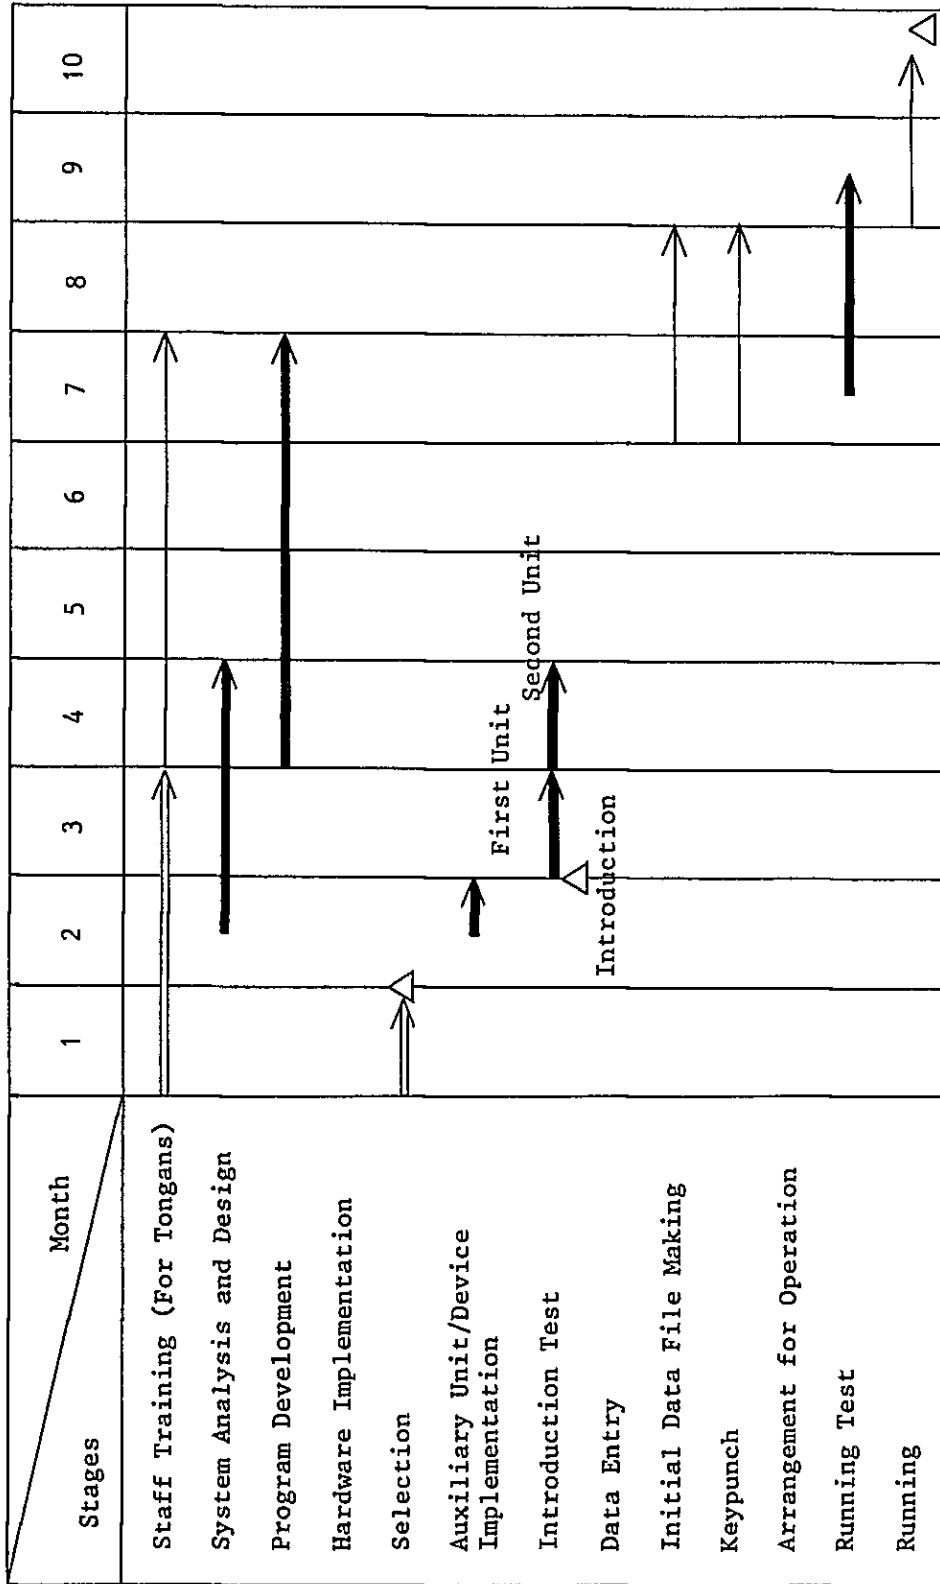 Month
Stages
1 2 3 4 5 6 7 8 9 10
Staff Training (For Tongans)
System Analysis and Design
Program Development
Hardware Implementation
Selection
Auxiliary Unit/Device
Implementation
First Unit
Second Unit
Introduction Test
Introduction
Data Entry
Initial Data File Making
Keypunch
Arrangement for Operation
Running Test
Running